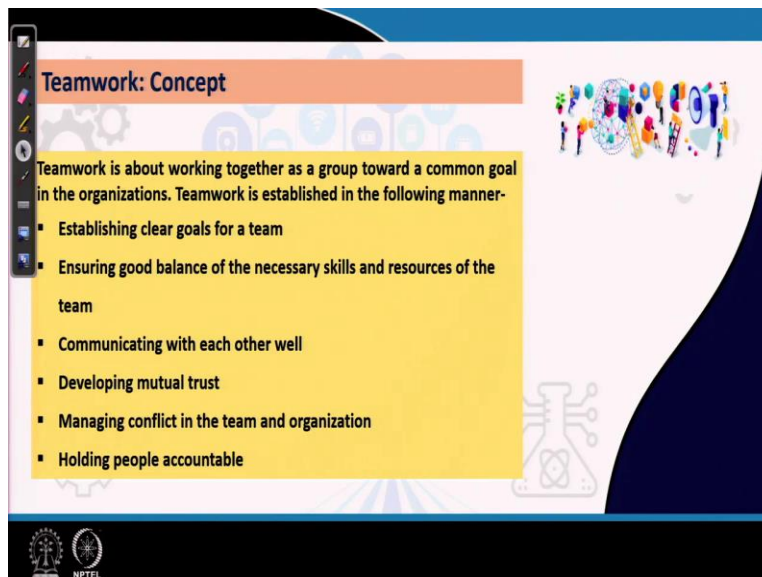 Teamwork: Concept
Teamwork is about working together as a group toward a common goal
in the organizations. Teamwork is established in the following manner-
▪ Establishing clear goals for a team
▪ Ensuring good balance of the necessary skills and resources of the
team
▪ Communicating with each other well
▪ Developing mutual trust
▪ Managing conflict in the team and organization
▪ Holding people accountable
NPTEL